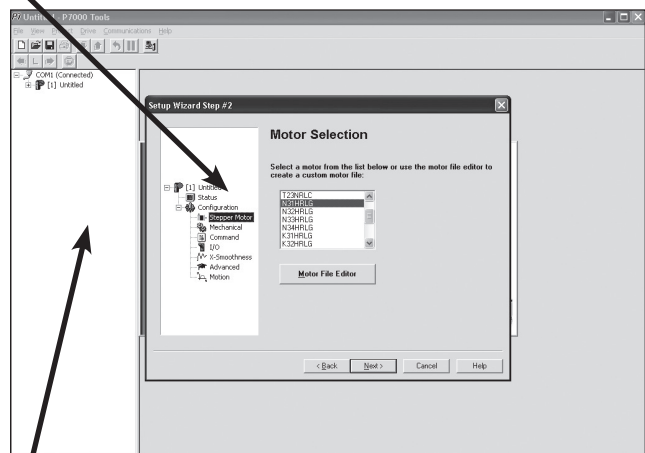 P7 Untitled - P7000 Tools
File View Project Drive Communications Help
COM1 (Connected)
[1] Untitled
Setup Wizard Step #2
Motor Selection
Select a motor from the list below or use the motor file editor to
create a custom motor file:
[1] Untitled
Status
Configuration
Stepper Motor
Mechanical
Command
I/O
X-Smoothness
Advanced
Motion
T23NRLC
N31HRLG
N32HRLG
N33HRLG
N34HRLG
K31HRLG
K32HRLG
Motor File Editor
< Back
Next >
Cancel
Help